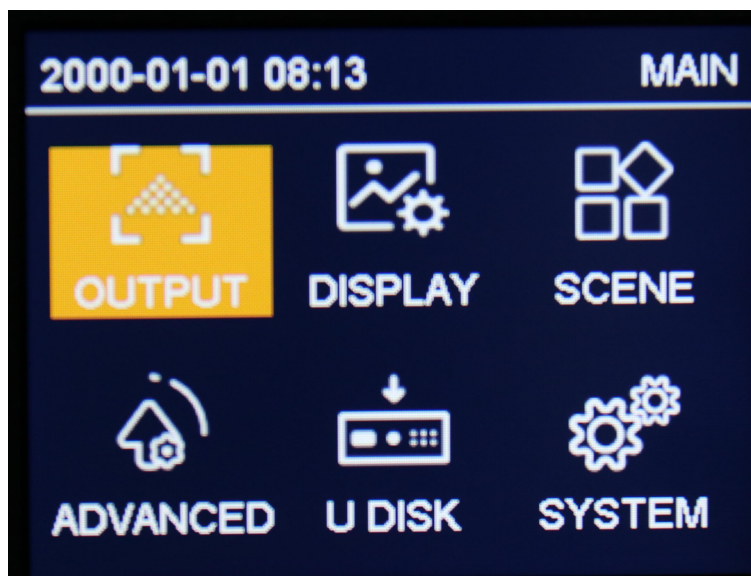 2000-01-01 08:13 MAIN
OUTPUT DISPLAY SCENE
ADVANCED U DISK SYSTEM